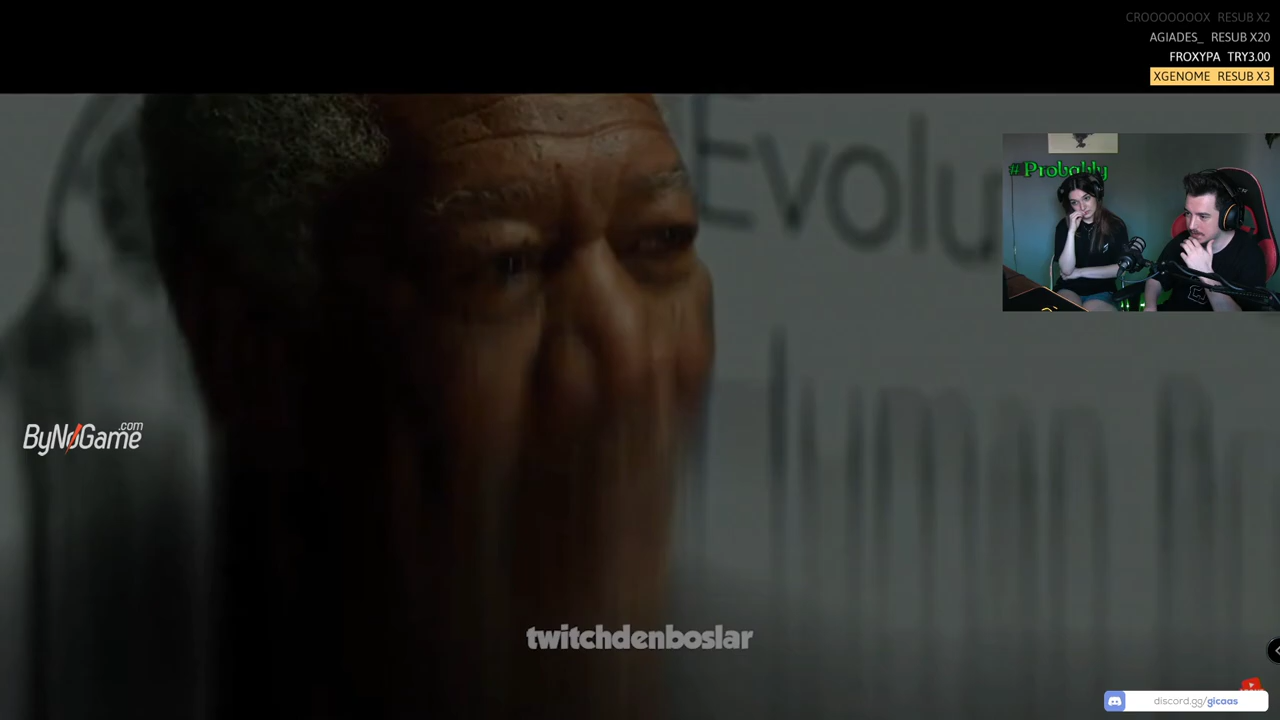 CROOOOOOOX RESUB X2
AGIADES_ RESUB X20
FROXYPA TRY3.00
XGENOME RESUB X3
Evolu
#Probably
ByNoGame.com
twitchdenboslar
discord.gg/gicaas